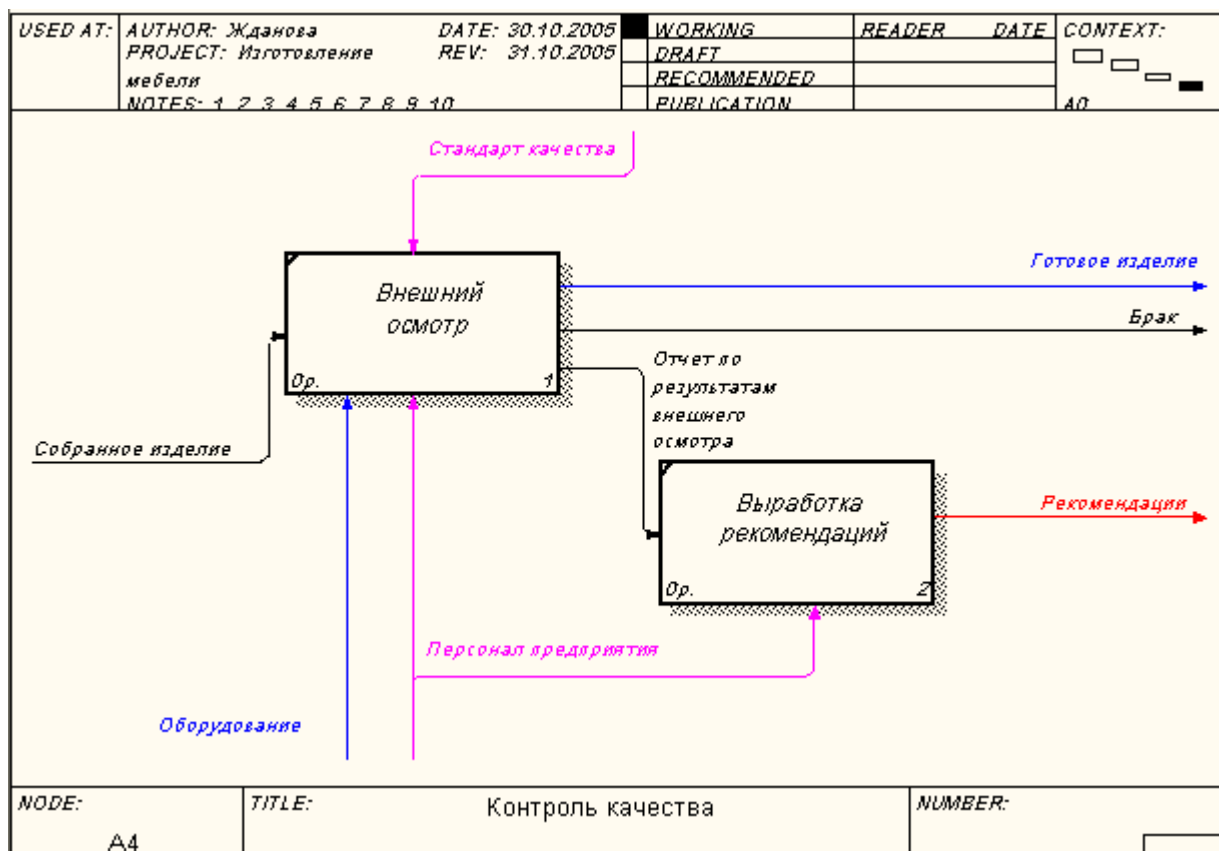 USED AT:
AUTHOR: Жданова
DATE: 30.10.2005
PROJECT: Изготовление
REV: 31.10.2005
мебели
NOTES: 1 2 3 4 5 6 7 8 9 10
WORKING
DRAFT
RECOMMENDED
PUBLICATION
READER
DATE
CONTEXT:
A0
Стандарт качества
Готовое изделие
Внешний
осмотр
Брак
Отчет по
результатам
внешнего
осмотра
0р.
1
Собранное изделие
Выработка
рекомендаций
Рекомендации
0р.
2
Персонал предприятия
Оборудование
NODE:
A4
TITLE:
Контроль качества
NUMBER: